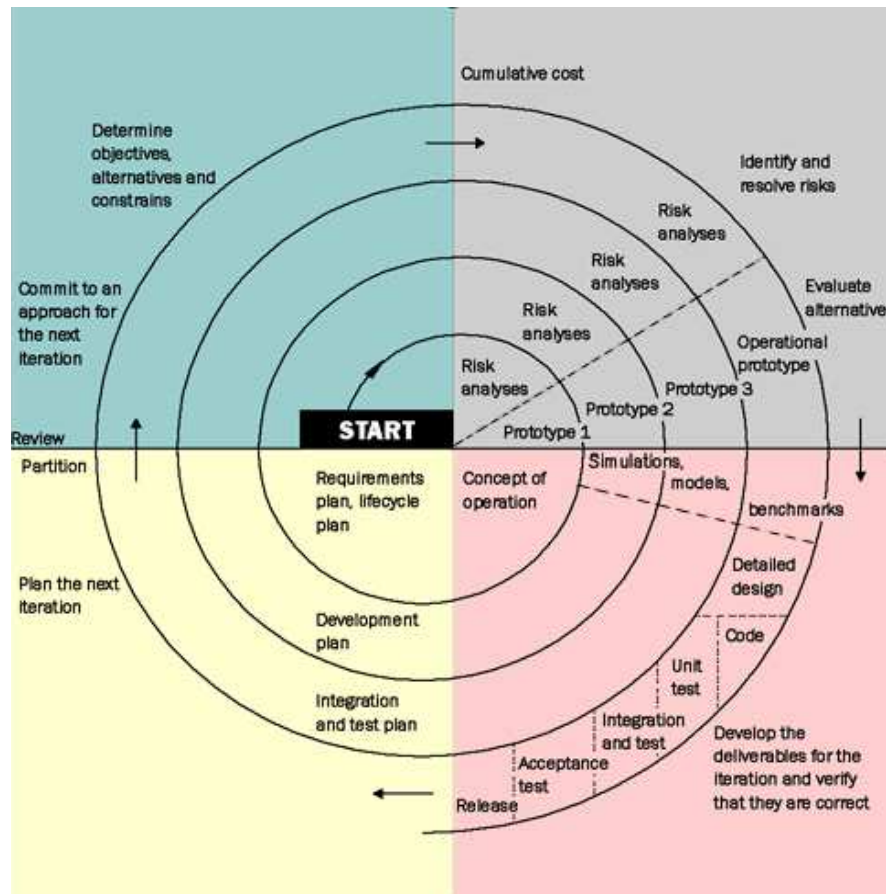 Cumulative cost
Determine
objectives,
alternatives and
constrains
Identify and
resolve risks
Risk
analyses
Risk
analyses
Risk
analyses
Risk
analyses
Commit to an
approach for
the next
iteration
Evaluate
alternative
Operational
prototype
Prototype 3
Prototype 2
Prototype 1
START
Review
Partition
Requirements
plan, lifecycle
plan
Concept of
operation
Simulations,
models,
benchmarks
Plan the next
iteration
Detailed
design
Development
plan
Code
Unit
test
Integration
and test plan
Integration
and test
Acceptance
test
Release
Develop the
deliverables for the
iteration and verify
that they are correct